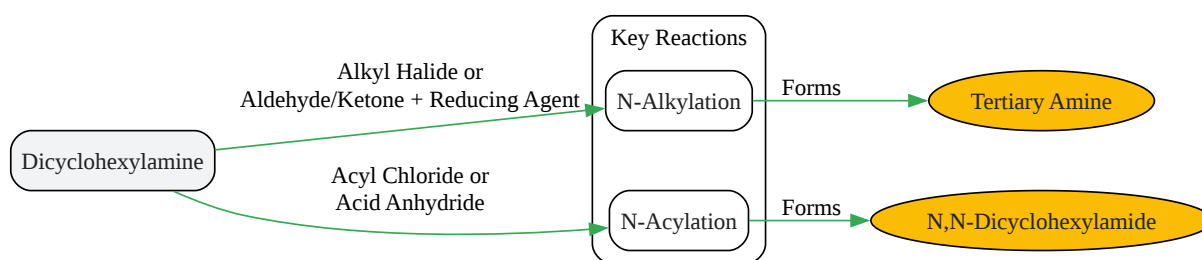 Key Reactions
Alkyl Halide or
Aldehyde/Ketone + Reducing Agent
N-Alkylation
Forms
Tertiary Amine
Dicyclohexylamine
Acyl Chloride or
Acid Anhydride
N-Acylation
Forms
N,N-Dicyclohexylamide